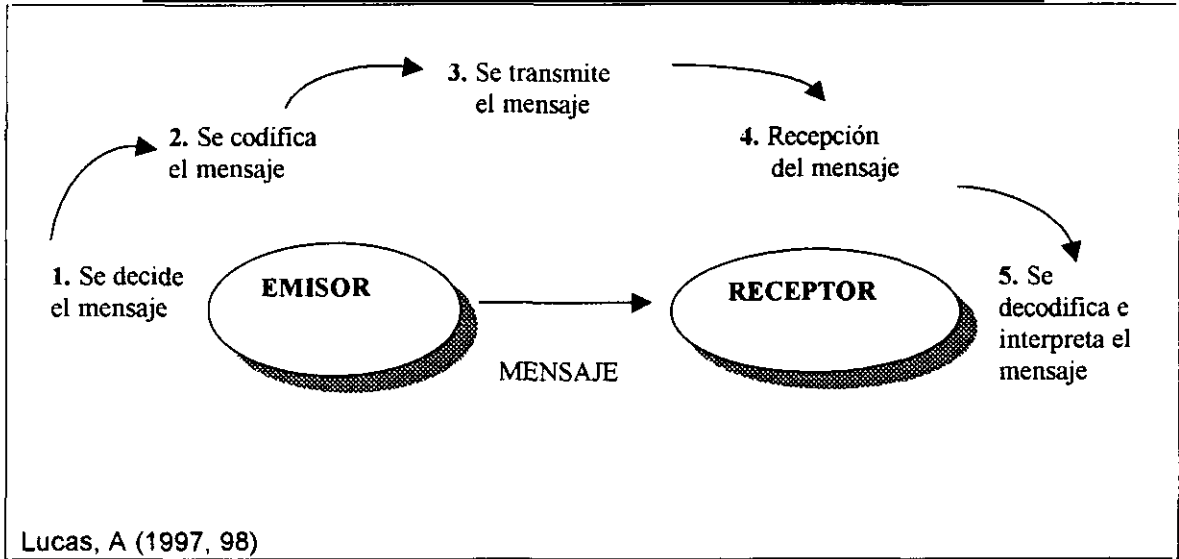 3. Se transmite
el mensaje
2. Se codifica
el mensaje
4. Recepción
del mensaje
1. Se decide
el mensaje
EMISOR
RECEPTOR
MENSAJE
5. Se
decodifica e
interpreta el
mensaje
Lucas, A (1997, 98)